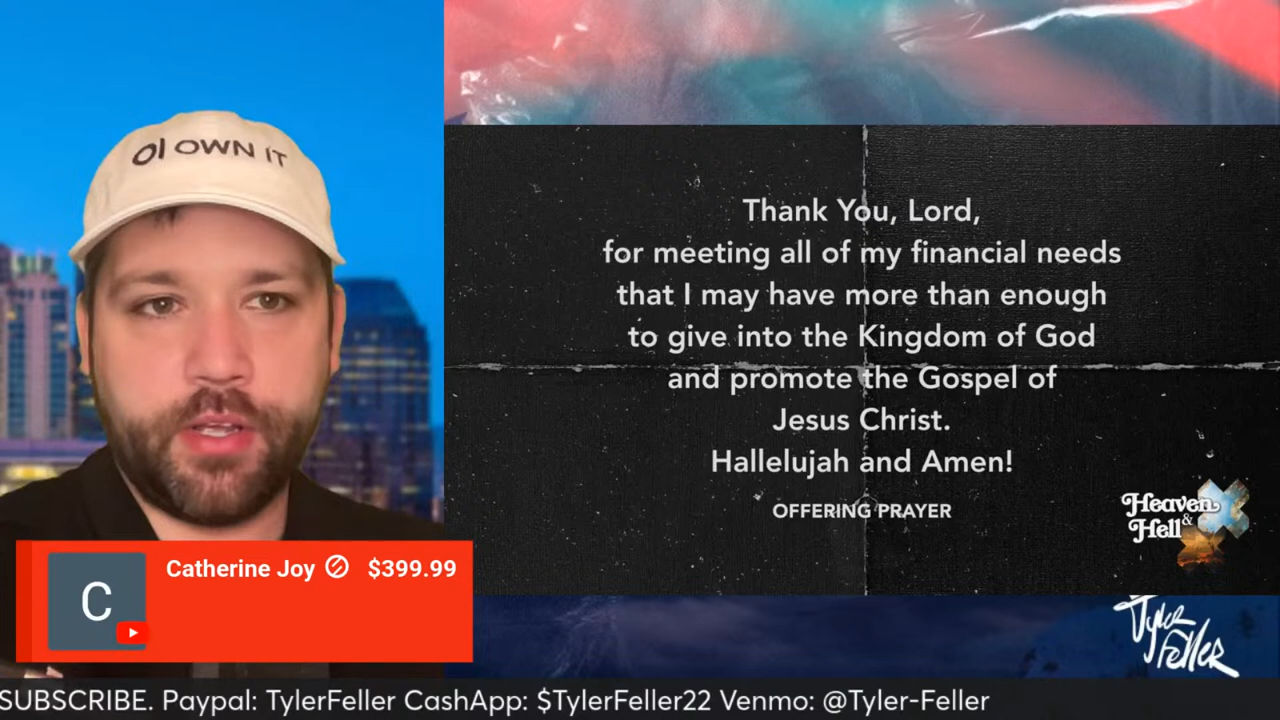 OI OWN IT
Thank You, Lord,
for meeting all of my financial needs
that I may have more than enough
to give into the Kingdom of God
and promote the Gospel of
Jesus Christ.
Hallelujah and Amen!
OFFERING PRAYER
Heaven
&
Hell
C
Catherine Joy $399.99
Tyler
Feller
SUBSCRIBE. Paypal: TylerFeller CashApp: $TylerFeller22 Venmo: @Tyler-Feller